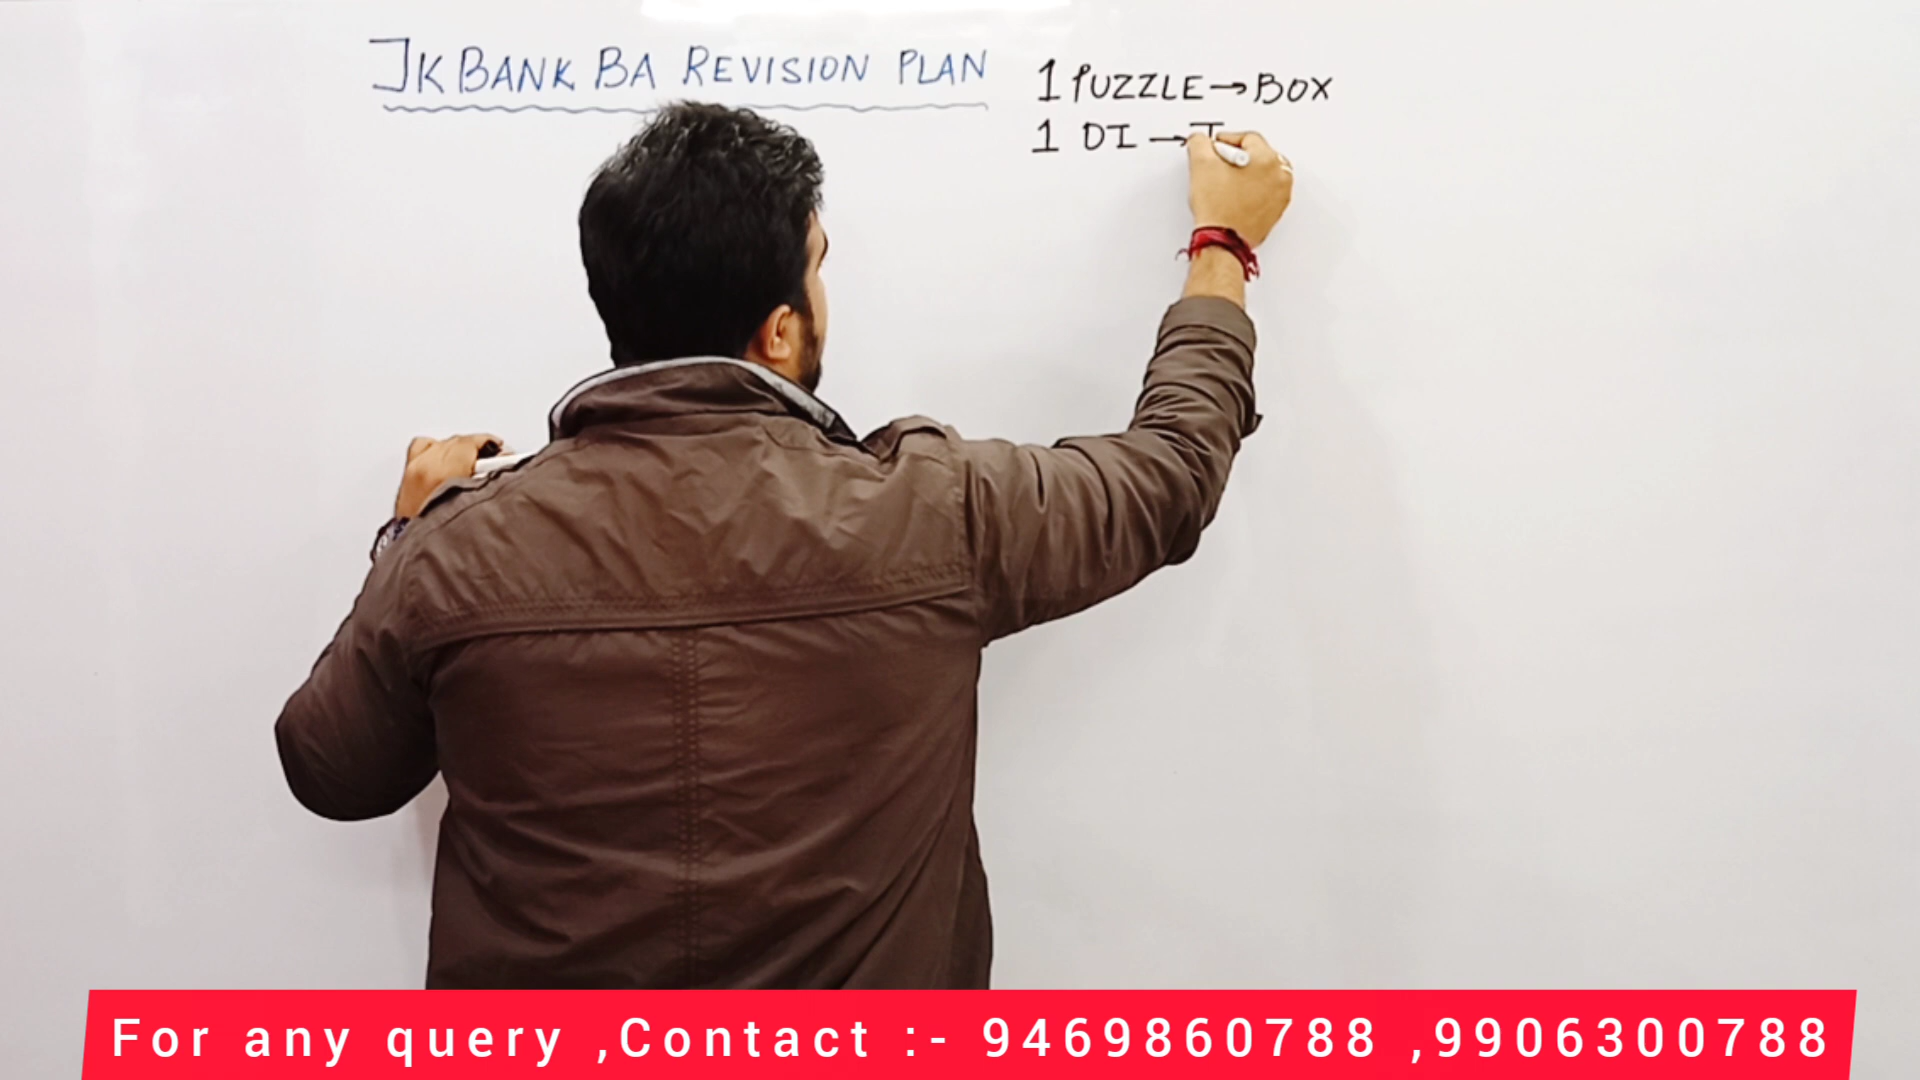 JK BANK BA REVISION PLAN
1 PUZZLE → BOX
1 DI → T
For any query ,Contact :- 9469860788 ,9906300788